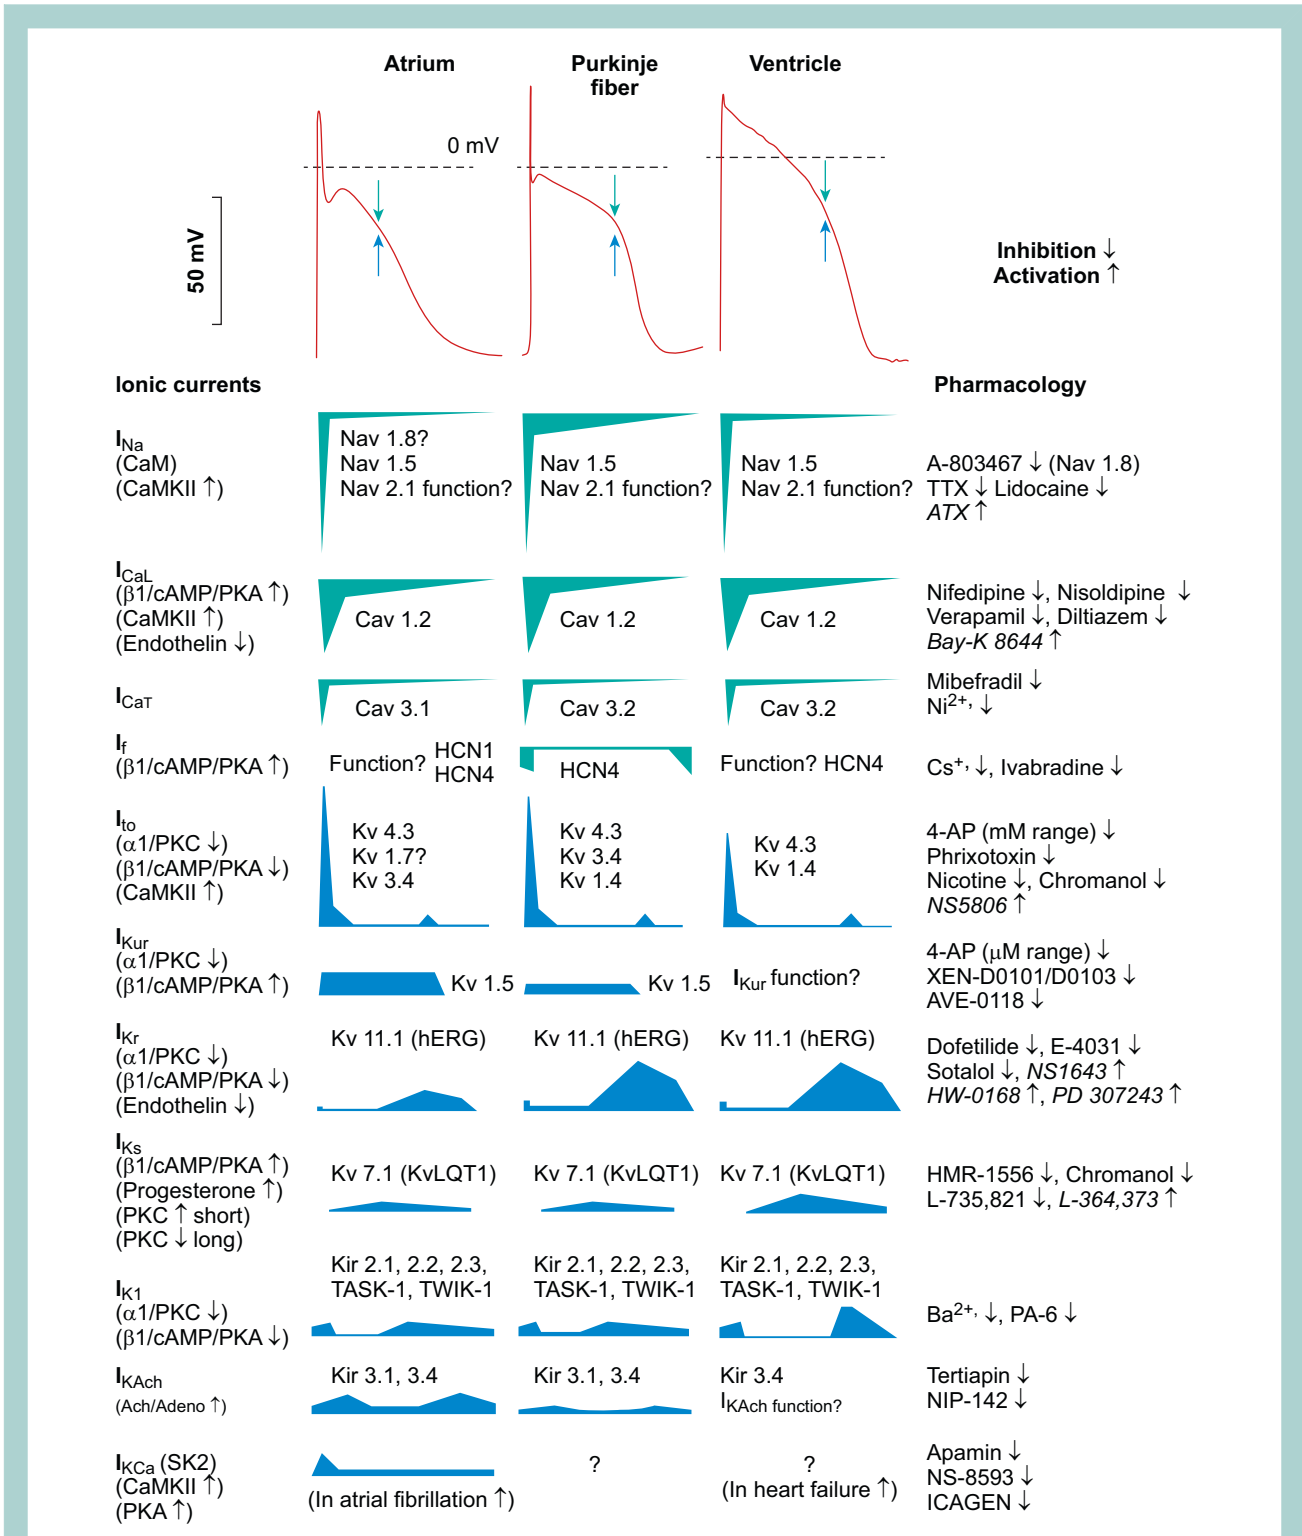 Atrium
Purkinje
fiber
Ventricle
0 mV
50 mV
Inhibition ↓
Activation ↑
Ionic currents
Pharmacology
I_Na
(CaM)
(CaMKII ↑)
Nav 1.8?
Nav 1.5
Nav 2.1 function?
Nav 1.5
Nav 2.1 function?
Nav 1.5
Nav 2.1 function?
A-803467 ↓ (Nav 1.8)
TTX ↓ Lidocaine ↓
ATX ↑
I_CaL
(β1/cAMP/PKA ↑)
(CaMKII ↑)
(Endothelin ↓)
Cav 1.2
Cav 1.2
Cav 1.2
Nifedipine ↓, Nisoldipine ↓
Verapamil ↓, Diltiazem ↓
Bay-K 8644 ↑
I_CaT
Cav 3.1
Cav 3.2
Cav 3.2
Mibefradil ↓
Ni²⁺, ↓
I_f
(β1/cAMP/PKA ↑)
Function?
HCN1
HCN4
HCN4
Function? HCN4
Cs⁺, ↓, Ivabradine ↓
I_to
(α1/PKC ↓)
(β1/cAMP/PKA ↓)
(CaMKII ↑)
Kv 4.3
Kv 1.7?
Kv 3.4
Kv 4.3
Kv 3.4
Kv 1.4
Kv 4.3
Kv 1.4
4-AP (mM range) ↓
Phrixotoxin ↓
Nicotine ↓, Chromanol ↓
NS5806 ↑
I_Kur
(α1/PKC ↓)
(β1/cAMP/PKA ↑)
Kv 1.5
Kv 1.5
I_Kur function?
4-AP (μM range) ↓
XEN-D0101/D0103 ↓
AVE-0118 ↓
I_Kr
(α1/PKC ↓)
(β1/cAMP/PKA ↓)
(Endothelin ↓)
Kv 11.1 (hERG)
Kv 11.1 (hERG)
Kv 11.1 (hERG)
Dofetilide ↓, E-4031 ↓
Sotalol ↓, NS1643 ↑
HW-0168 ↑, PD 307243 ↑
I_Ks
(β1/cAMP/PKA ↑)
(Progesterone ↑)
(PKC ↑ short)
(PKC ↓ long)
Kv 7.1 (KvLQT1)
Kv 7.1 (KvLQT1)
Kv 7.1 (KvLQT1)
HMR-1556 ↓, Chromanol ↓
L-735,821 ↓, L-364,373 ↑
I_K1
(α1/PKC ↓)
(β1/cAMP/PKA ↓)
Kir 2.1, 2.2, 2.3,
TASK-1, TWIK-1
Kir 2.1, 2.2, 2.3,
TASK-1, TWIK-1
Kir 2.1, 2.2, 2.3,
TASK-1, TWIK-1
Ba²⁺, ↓, PA-6 ↓
I_KAch
(Ach/Adeno ↑)
Kir 3.1, 3.4
Kir 3.1, 3.4
Kir 3.4
I_KAch function?
Tertiapin ↓
NIP-142 ↓
I_KCa (SK2)
(CaMKII ↑)
(PKA ↑)
(In atrial fibrillation ↑)
?
?
(In heart failure ↑)
Apamin ↓
NS-8593 ↓
ICAGEN ↓